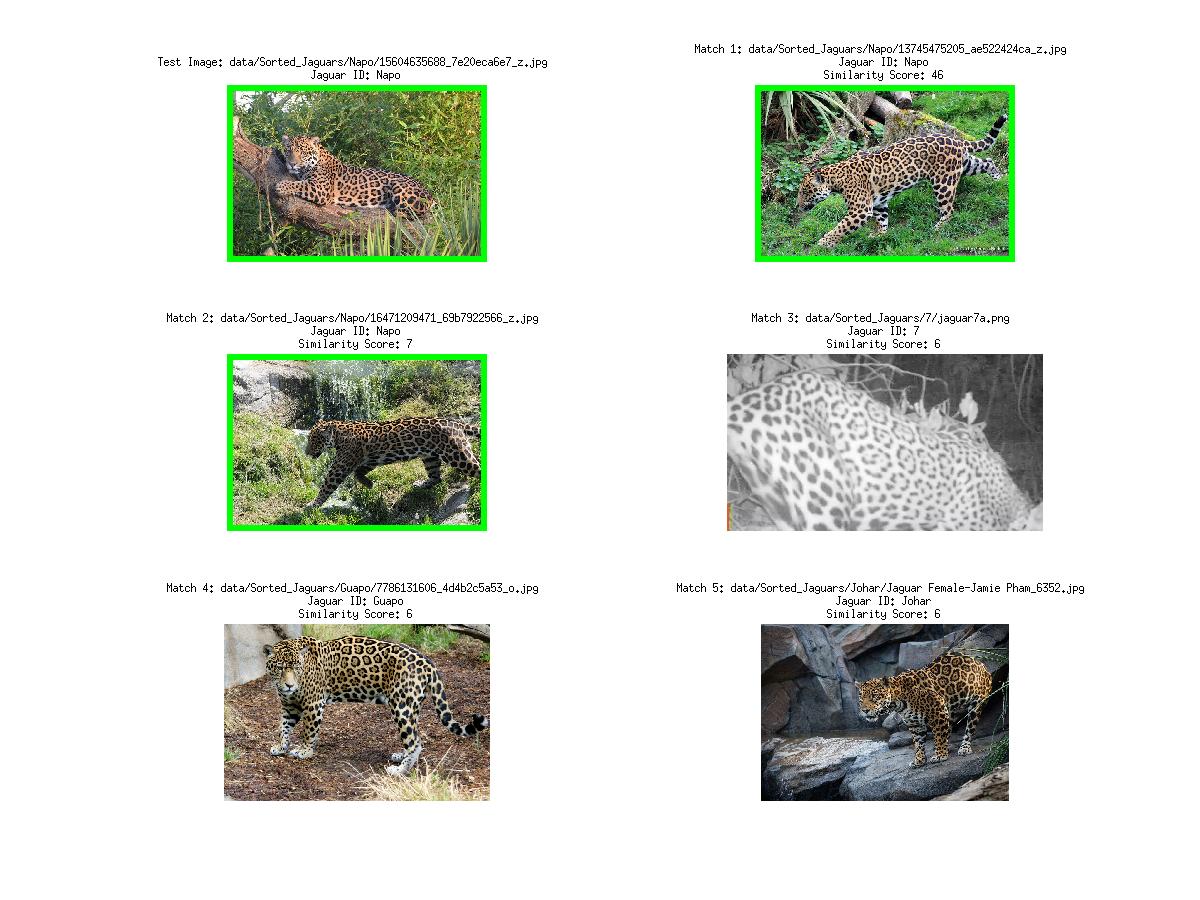 Test Image: data/Sorted_Jaguars/Napo/15604635688_7e20eca6e7_z.jpg
Jaguar ID: Napo
Match 1: data/Sorted_Jaguars/Napo/13745475205_ae522424ca_z.jpg
Jaguar ID: Napo
Similarity Score: 46
Match 2: data/Sorted_Jaguars/Napo/16471209471_69b7922566_z.jpg
Jaguar ID: Napo
Similarity Score: 7
Match 3: data/Sorted_Jaguars/7/jaguar7a.png
Jaguar ID: 7
Similarity Score: 6
Match 4: data/Sorted_Jaguars/Guapo/7786131606_4d4b2c5a53_o.jpg
Jaguar ID: Guapo
Similarity Score: 6
Match 5: data/Sorted_Jaguars/Johar/Jaguar Female-Jamie Pham_6352.jpg
Jaguar ID: Johar
Similarity Score: 6